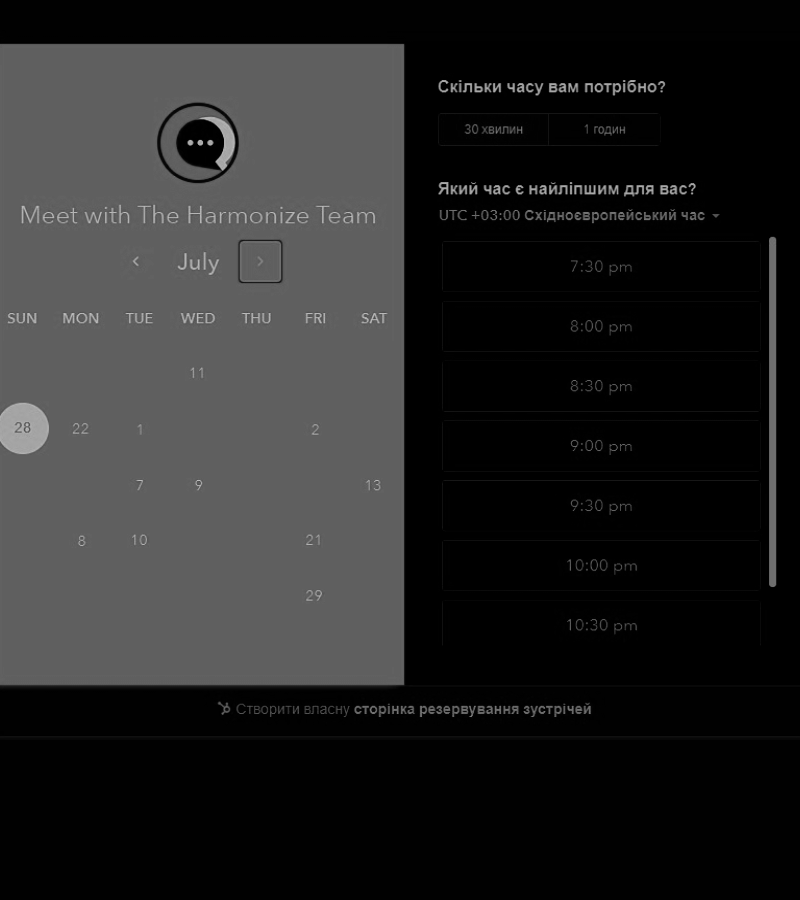 Meet with The Harmonize Team
July
SUN MON TUE WED THU FRI SAT
11
28 22 1 2
7 9 13
8 10 21
29
Скільки часу вам потрібно?
30 хвилин 1 годин
Який час є найліпшим для вас?
UTC +03:00 Східноєвропейський час
7:30 pm
8:00 pm
8:30 pm
9:00 pm
9:30 pm
10:00 pm
10:30 pm
Створити власну сторінка резервування зустрічей